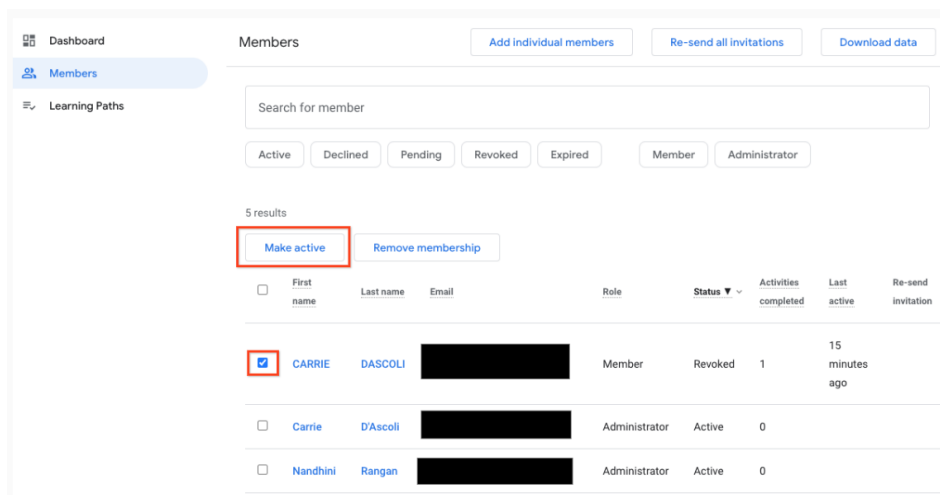 Dashboard
Members
Learning Paths
Members
Add individual members
Re-send all invitations
Download data
Search for member
Active
Declined
Pending
Revoked
Expired
Member
Administrator
5 results
Make active
Remove membership
First
name
Last name
Email
Role
Status ▼
Activities
completed
Last
active
Re-send
invitation
CARRIE
DASCOLI
Member
Revoked
1
15
minutes
ago
Carrie
D'Ascoli
Administrator
Active
0
Nandhini
Rangan
Administrator
Active
0